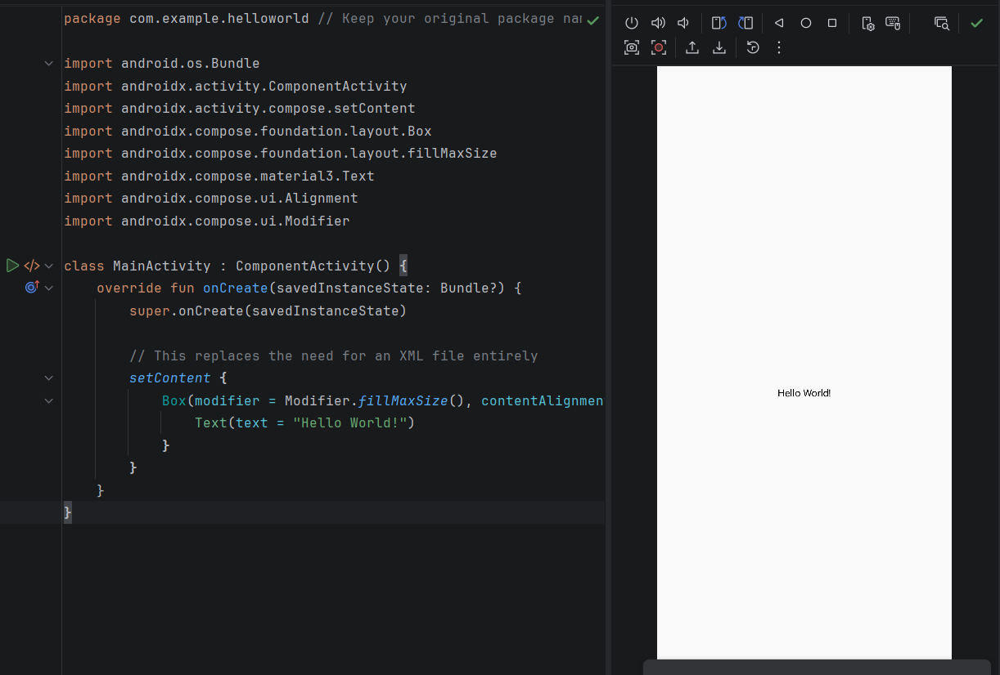 package com.example.helloworld // Keep your original package nam
import android.os.Bundle
import androidx.activity.ComponentActivity
import androidx.activity.compose.setContent
import androidx.compose.foundation.layout.Box
import androidx.compose.foundation.layout.fillMaxSize
import androidx.compose.material3.Text
import androidx.compose.ui.Alignment
import androidx.compose.ui.Modifier
class MainActivity : ComponentActivity() {
override fun onCreate(savedInstanceState: Bundle?) {
super.onCreate(savedInstanceState)
// This replaces the need for an XML file entirely
setContent {
Box(modifier = Modifier.fillMaxSize(), contentAlignmen
Text(text = "Hello World!")
}
}
}
}
Hello World!